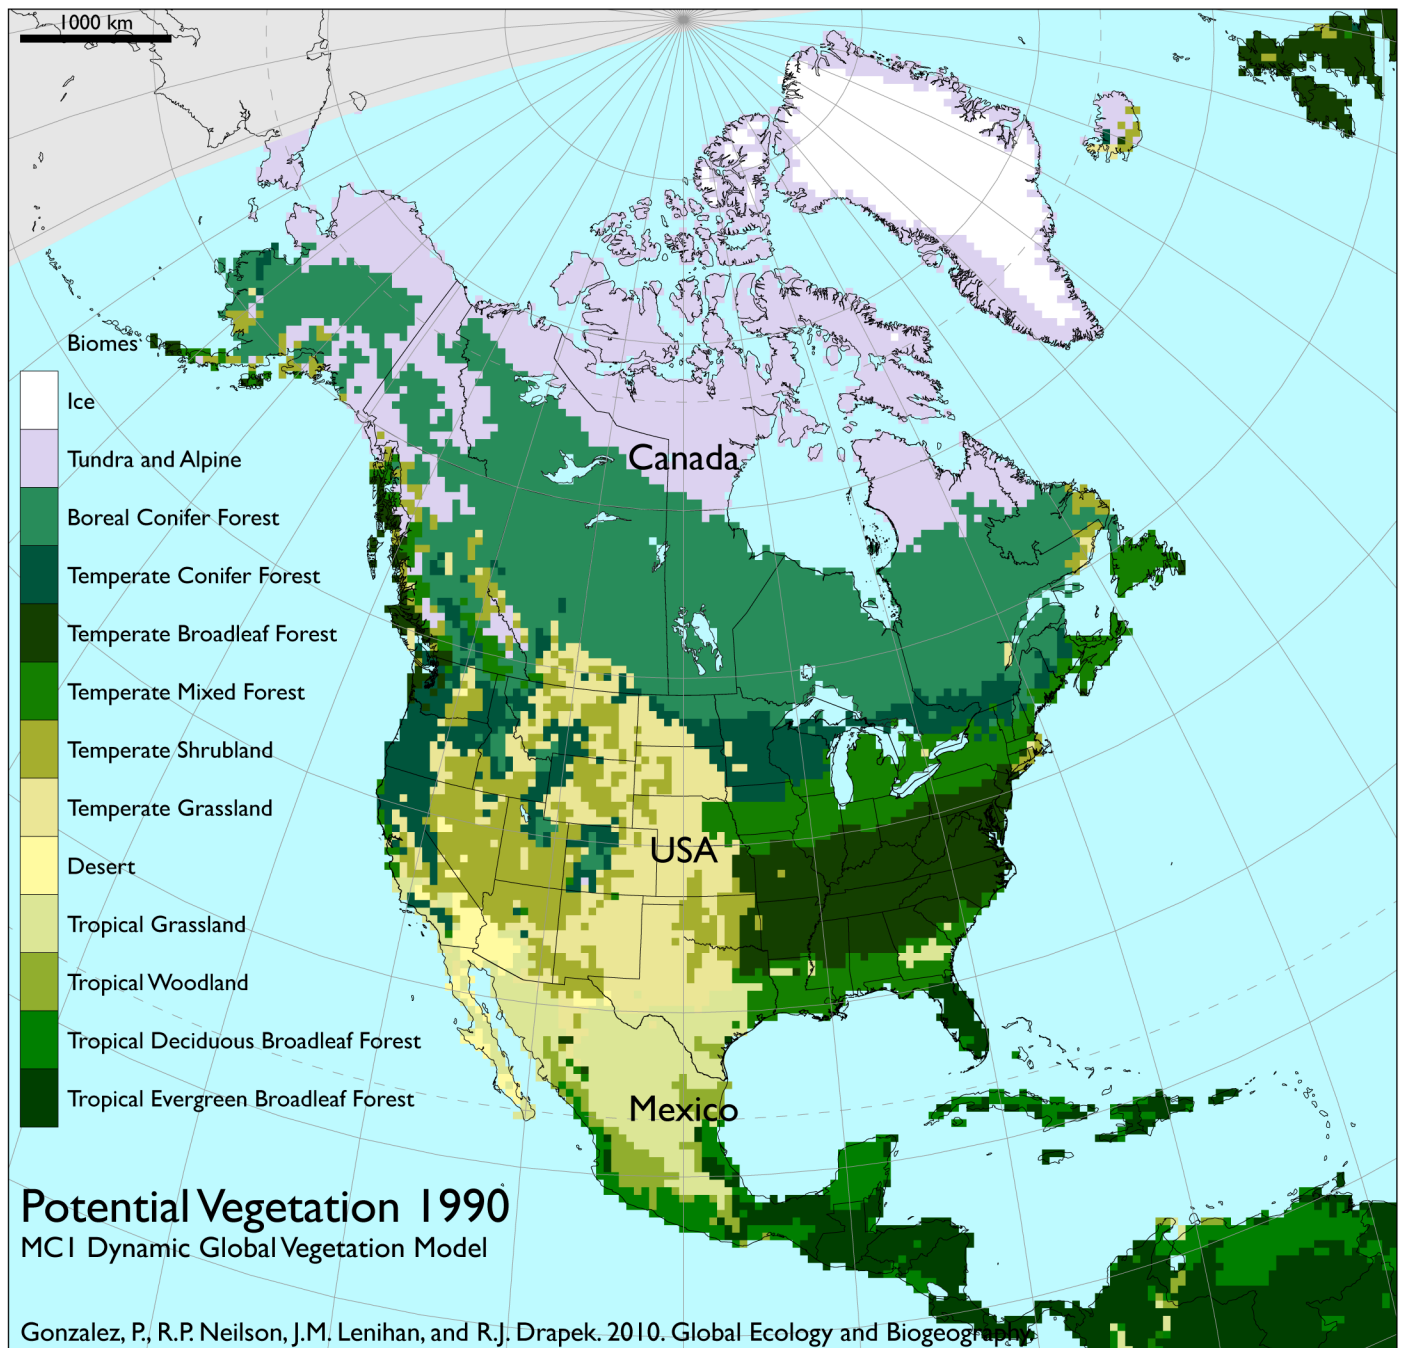 1000 km
Biomes
Ice
Tundra and Alpine
Canada
Boreal Conifer Forest
Temperate Conifer Forest
Temperate Broadleaf Forest
Temperate Mixed Forest
Temperate Shrubland
Temperate Grassland
USA
Desert
Tropical Grassland
Tropical Woodland
Tropical Deciduous Broadleaf Forest
Tropical Evergreen Broadleaf Forest
Mexico
Potential Vegetation 1990
MC1 Dynamic Global Vegetation Model
Gonzalez, P., R.P. Neilson, J.M. Lenihan, and R.J. Drapek. 2010. Global Ecology and Biogeography.